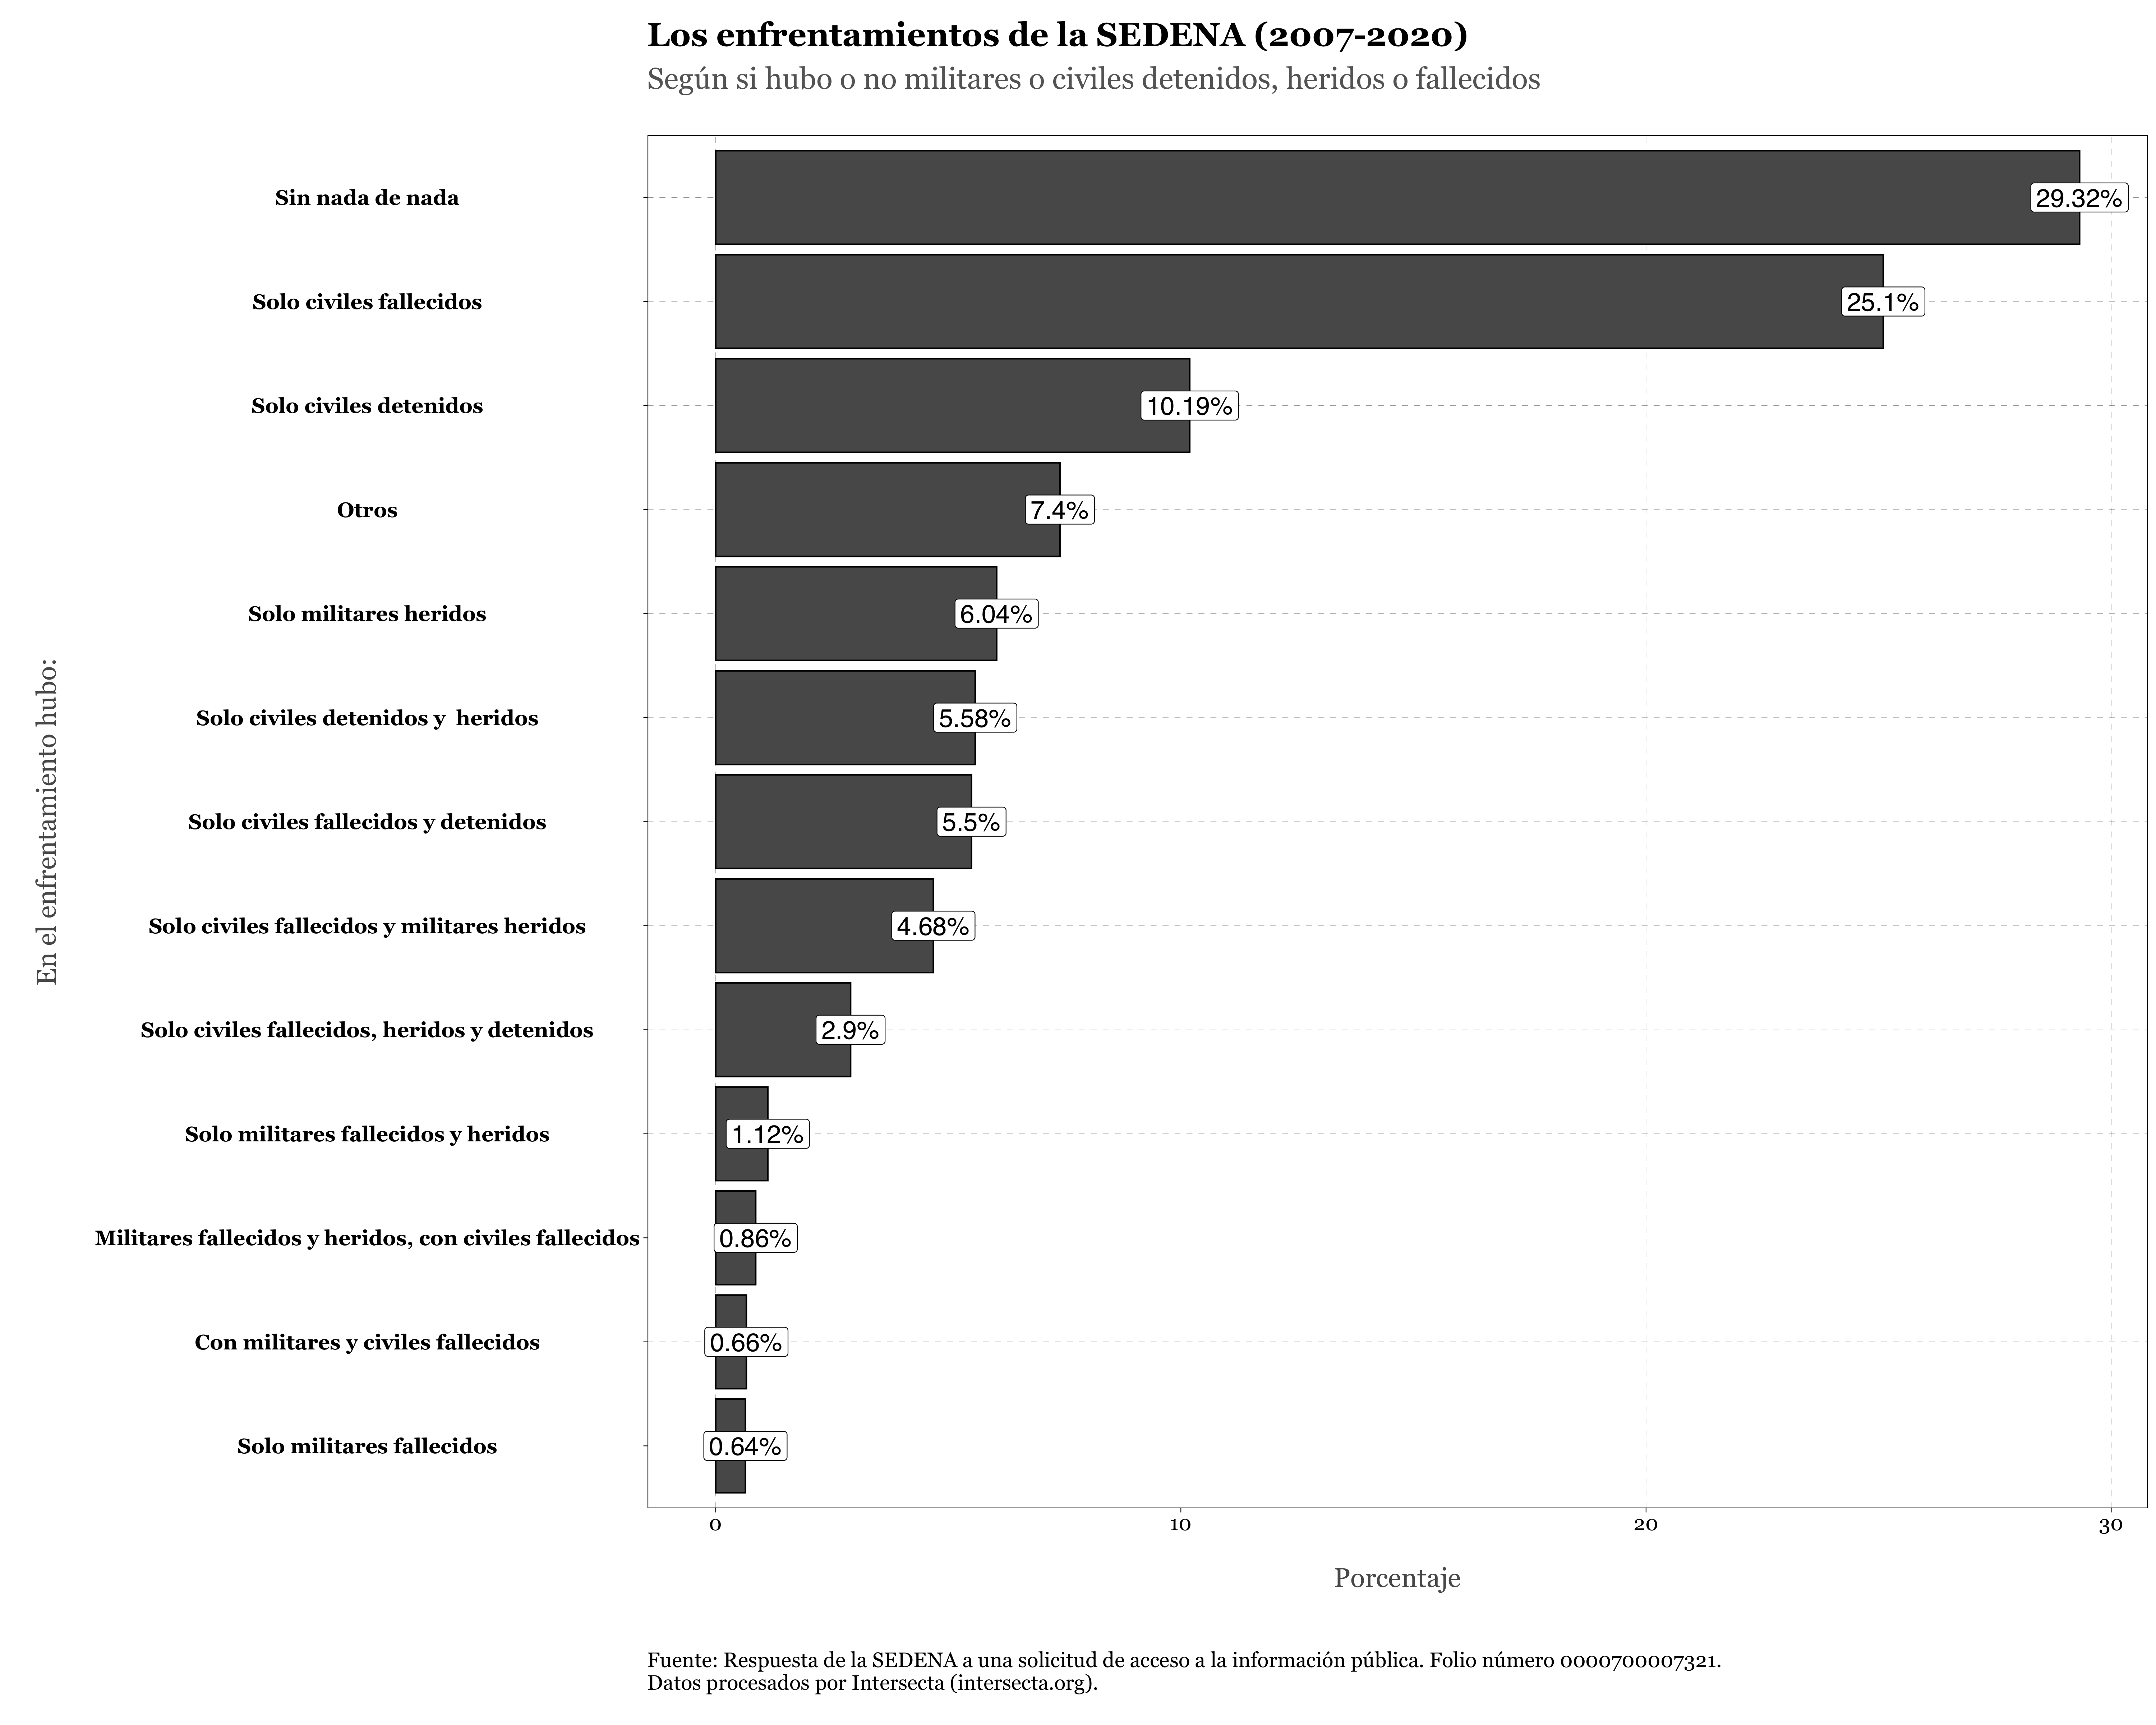 Los enfrentamientos de la SEDENA (2007-2020)
Según si hubo o no militares o civiles detenidos, heridos o fallecidos
En el enfrentamiento hubo:
Sin nada de nada
29.32%
Solo civiles fallecidos
25.1%
Solo civiles detenidos
10.19%
Otros
7.4%
Solo militares heridos
6.04%
Solo civiles detenidos y  heridos
5.58%
Solo civiles fallecidos y detenidos
5.5%
Solo civiles fallecidos y militares heridos
4.68%
Solo civiles fallecidos, heridos y detenidos
2.9%
Solo militares fallecidos y heridos
1.12%
Militares fallecidos y heridos, con civiles fallecidos
0.86%
Con militares y civiles fallecidos
0.66%
Solo militares fallecidos
0.64%
0 10 20 30
Porcentaje
Fuente: Respuesta de la SEDENA a una solicitud de acceso a la información pública. Folio número 0000700007321.
Datos procesados por Intersecta (intersecta.org).